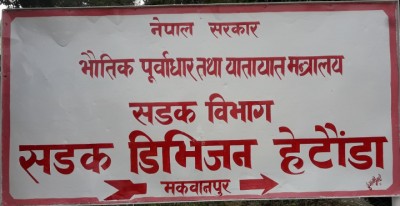 नेपाल सरकार
भौतिक पूर्वाधार तथा यातायात मन्त्रालय
सडक विभाग
सडक डिभिजन हेटौंडा
मकवानपुर